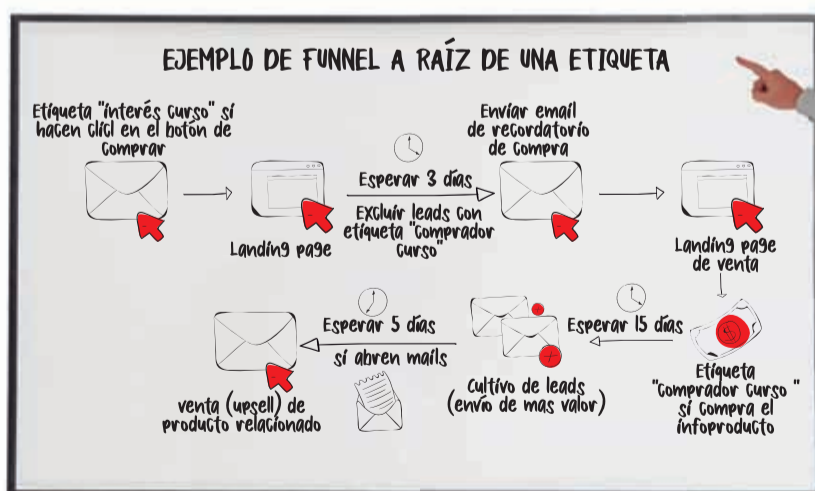 EJEMPLO DE FUNNEL A RAÍZ DE UNA ETIQUETA
Etiqueta "interés curso" si
hacen clicl en el botón de
comprar
Landing page
Esperar 3 días
Excluir leads con
etiqueta "comprador
curso"
Enviar email
de recordatorio
de compra
Landing page
de venta
Etiqueta
"comprador curso "
si compra el
infoproducto
Esperar 15 días
Cultivo de leads
(envío de mas valor)
Esperar 5 días
si abren mails
venta (upsell) de
producto relacionado